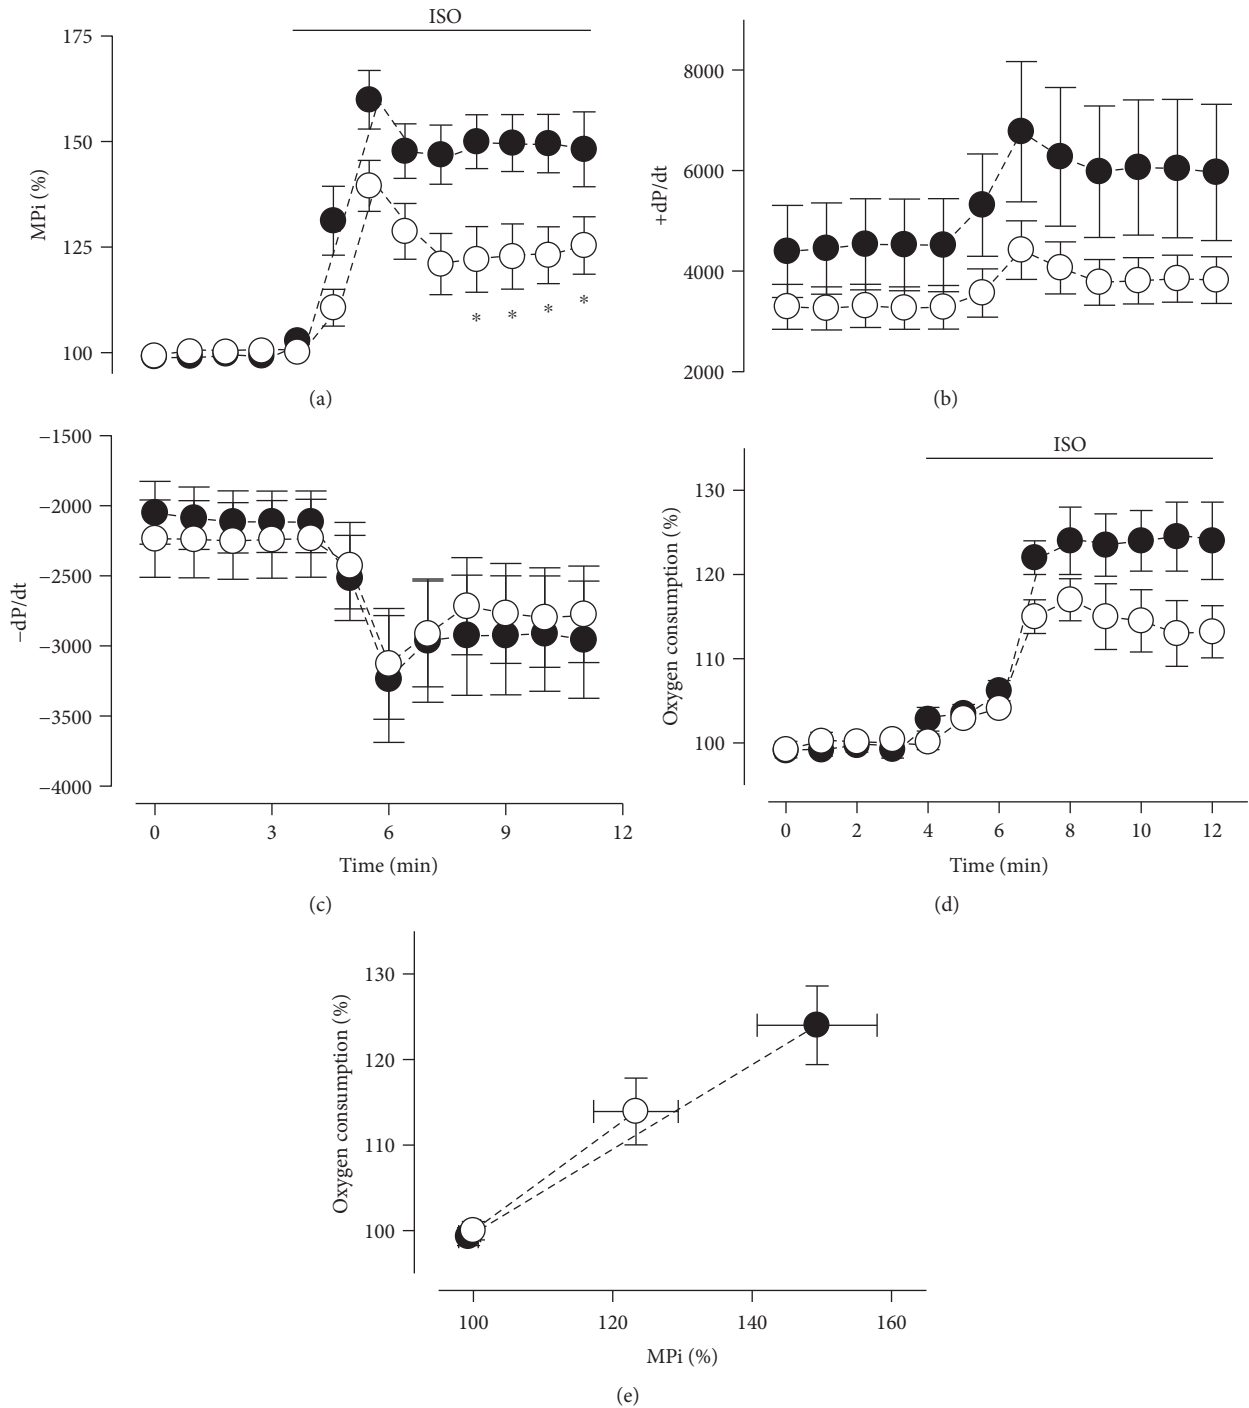 ISO
175
150
125
100
MPi (%)
* * * *
(a)
8000
6000
4000
2000
+dP/dt
(b)
−1500
−2000
−2500
−3000
−3500
−4000
−dP/dt
0 3 6 9 12
Time (min)
(c)
ISO
130
120
110
100
Oxygen consumption (%)
0 2 4 6 8 10 12
Time (min)
(d)
130
120
110
100
Oxygen consumption (%)
100 120 140 160
MPi (%)
(e)